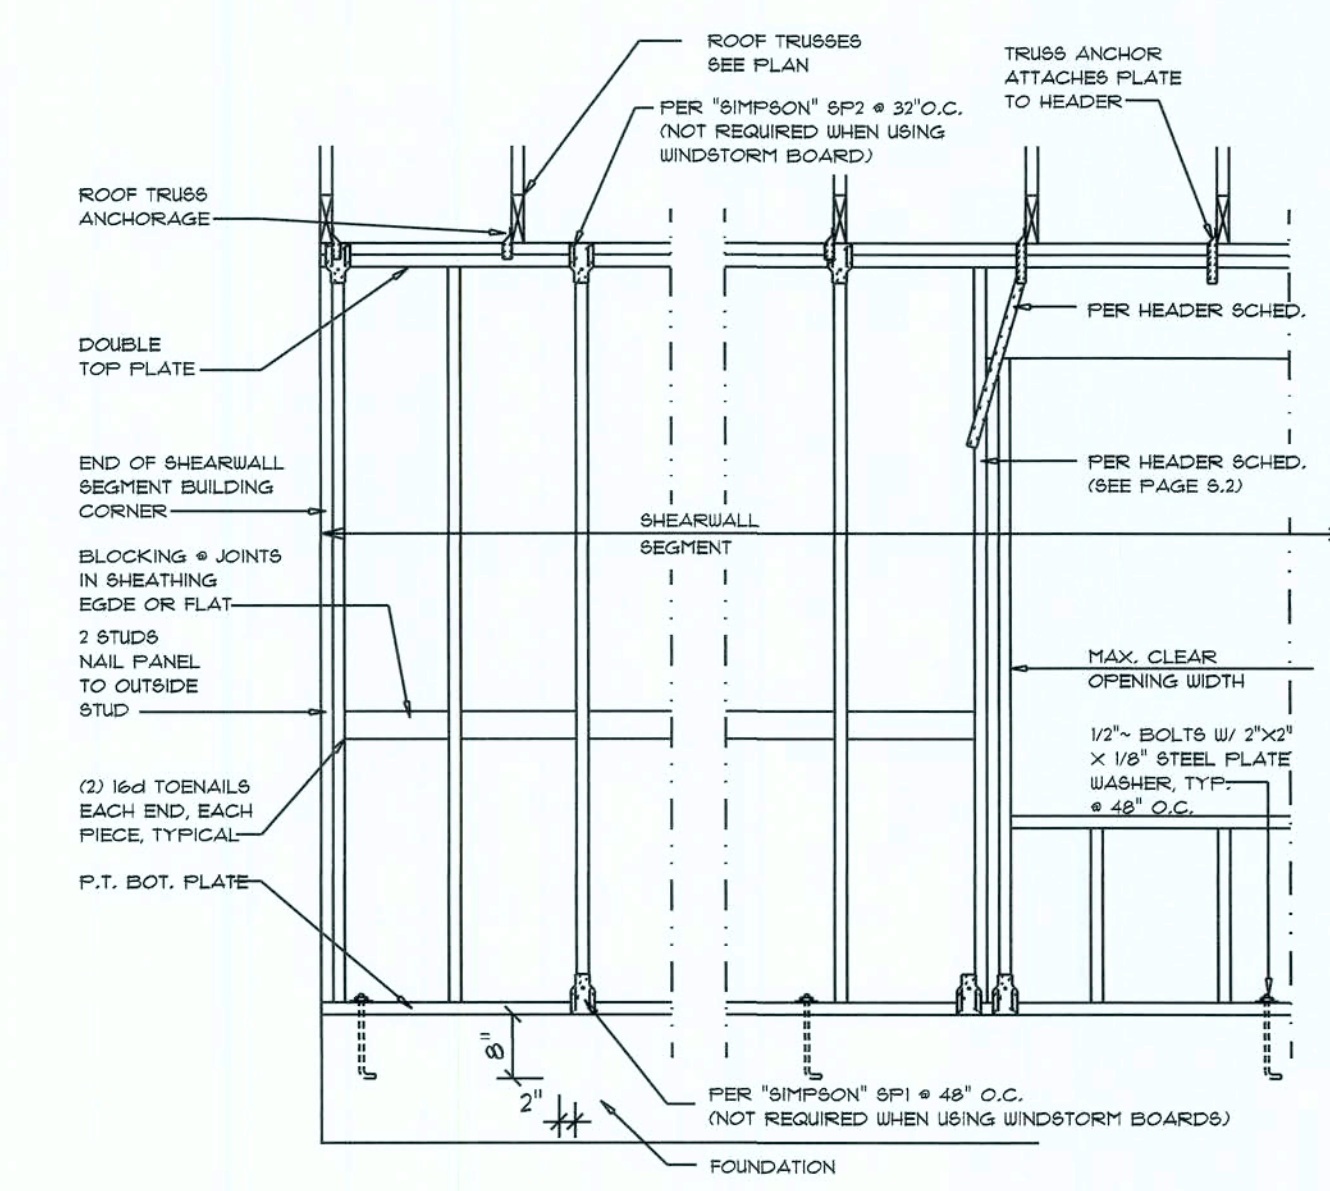 ROOF TRUSSES
SEE PLAN
TRUSS ANCHOR
ATTACHES PLATE
TO HEADER
PER "SIMPSON" SP2 @ 32"O.C.
(NOT REQUIRED WHEN USING
WINDSTORM BOARD)
ROOF TRUSS
ANCHORAGE
PER HEADER SCHED.
DOUBLE
TOP PLATE
END OF SHEARWALL
SEGMENT BUILDING
CORNER
PER HEADER SCHED.
(SEE PAGE S.2)
SHEARWALL
SEGMENT
BLOCKING @ JOINTS
IN SHEATHING
EGDE OR FLAT
2 STUDS
NAIL PANEL
TO OUTSIDE
STUD
MAX. CLEAR
OPENING WIDTH
1/2"~ BOLTS W/ 2"X2"
X 1/8" STEEL PLATE
WASHER, TYP.
@ 48" O.C.
(2) 16d TOENAILS
EACH END, EACH
PIECE, TYPICAL
P.T. BOT. PLATE
8"
2"
PER "SIMPSON" SP1 @ 48" O.C.
(NOT REQUIRED WHEN USING WINDSTORM BOARDS)
FOUNDATION